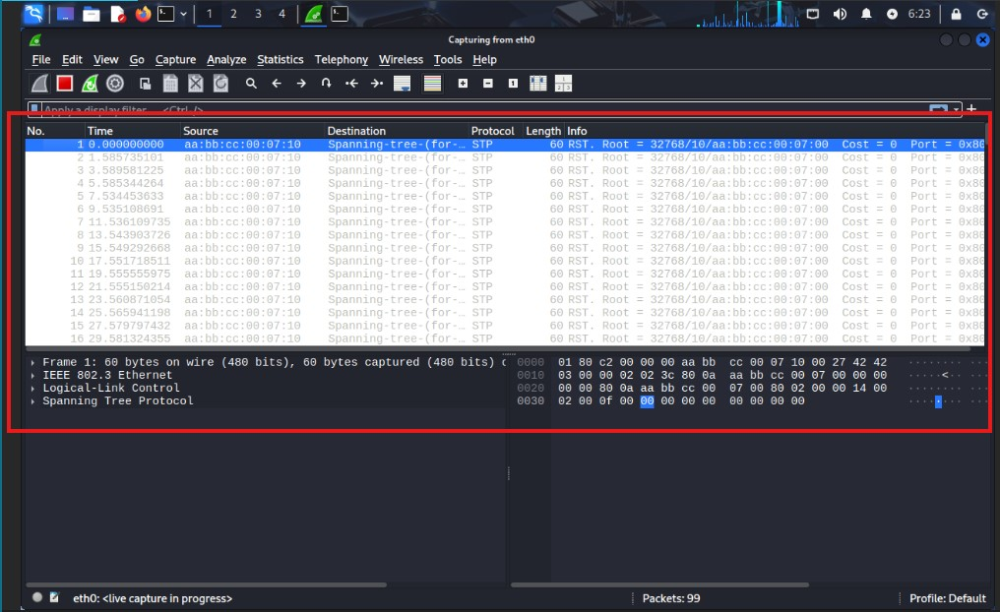 1 2 3 4 6:23
Capturing from eth0
File Edit View Go Capture Analyze Statistics Telephony Wireless Tools Help
Apply a display filter ... <Ctrl-/>
No. Time Source Destination Protocol Length Info
1 0.000000000 aa:bb:cc:00:07:10 Spanning-tree-(for-… STP 60 RST. Root = 32768/10/aa:bb:cc:00:07:00 Cost = 0 Port = 0x80
2 1.585735101 aa:bb:cc:00:07:10 Spanning-tree-(for-… STP 60 RST. Root = 32768/10/aa:bb:cc:00:07:00 Cost = 0 Port = 0x80
3 3.589581225 aa:bb:cc:00:07:10 Spanning-tree-(for-… STP 60 RST. Root = 32768/10/aa:bb:cc:00:07:00 Cost = 0 Port = 0x80
4 5.585344264 aa:bb:cc:00:07:10 Spanning-tree-(for-… STP 60 RST. Root = 32768/10/aa:bb:cc:00:07:00 Cost = 0 Port = 0x80
5 7.534453633 aa:bb:cc:00:07:10 Spanning-tree-(for-… STP 60 RST. Root = 32768/10/aa:bb:cc:00:07:00 Cost = 0 Port = 0x80
6 9.535108691 aa:bb:cc:00:07:10 Spanning-tree-(for-… STP 60 RST. Root = 32768/10/aa:bb:cc:00:07:00 Cost = 0 Port = 0x80
7 11.536109735 aa:bb:cc:00:07:10 Spanning-tree-(for-… STP 60 RST. Root = 32768/10/aa:bb:cc:00:07:00 Cost = 0 Port = 0x80
8 13.543903726 aa:bb:cc:00:07:10 Spanning-tree-(for-… STP 60 RST. Root = 32768/10/aa:bb:cc:00:07:00 Cost = 0 Port = 0x80
9 15.549292668 aa:bb:cc:00:07:10 Spanning-tree-(for-… STP 60 RST. Root = 32768/10/aa:bb:cc:00:07:00 Cost = 0 Port = 0x80
10 17.551718511 aa:bb:cc:00:07:10 Spanning-tree-(for-… STP 60 RST. Root = 32768/10/aa:bb:cc:00:07:00 Cost = 0 Port = 0x80
11 19.555555975 aa:bb:cc:00:07:10 Spanning-tree-(for-… STP 60 RST. Root = 32768/10/aa:bb:cc:00:07:00 Cost = 0 Port = 0x80
12 21.555150214 aa:bb:cc:00:07:10 Spanning-tree-(for-… STP 60 RST. Root = 32768/10/aa:bb:cc:00:07:00 Cost = 0 Port = 0x80
13 23.560871054 aa:bb:cc:00:07:10 Spanning-tree-(for-… STP 60 RST. Root = 32768/10/aa:bb:cc:00:07:00 Cost = 0 Port = 0x80
14 25.565941198 aa:bb:cc:00:07:10 Spanning-tree-(for-… STP 60 RST. Root = 32768/10/aa:bb:cc:00:07:00 Cost = 0 Port = 0x80
15 27.579797432 aa:bb:cc:00:07:10 Spanning-tree-(for-… STP 60 RST. Root = 32768/10/aa:bb:cc:00:07:00 Cost = 0 Port = 0x80
16 29.581324355 aa:bb:cc:00:07:10 Spanning-tree-(for-… STP 60 RST. Root = 32768/10/aa:bb:cc:00:07:00 Cost = 0 Port = 0x80
Frame 1: 60 bytes on wire (480 bits), 60 bytes captured (480 bits) o
IEEE 802.3 Ethernet
Logical-Link Control
Spanning Tree Protocol
0000 01 80 c2 00 00 00 aa bb cc 00 07 10 00 27 42 42 ········ ···
0010 03 00 00 02 02 3c 80 0a aa bb cc 00 07 00 00 00 ·····<·· ···
0020 00 00 80 0a aa bb cc 00 07 00 80 02 00 00 14 00 ········ ···
0030 02 00 0f 00 00 00 00 00 00 00 00 00 ········ ···
eth0: <live capture in progress>
Packets: 99
Profile: Default